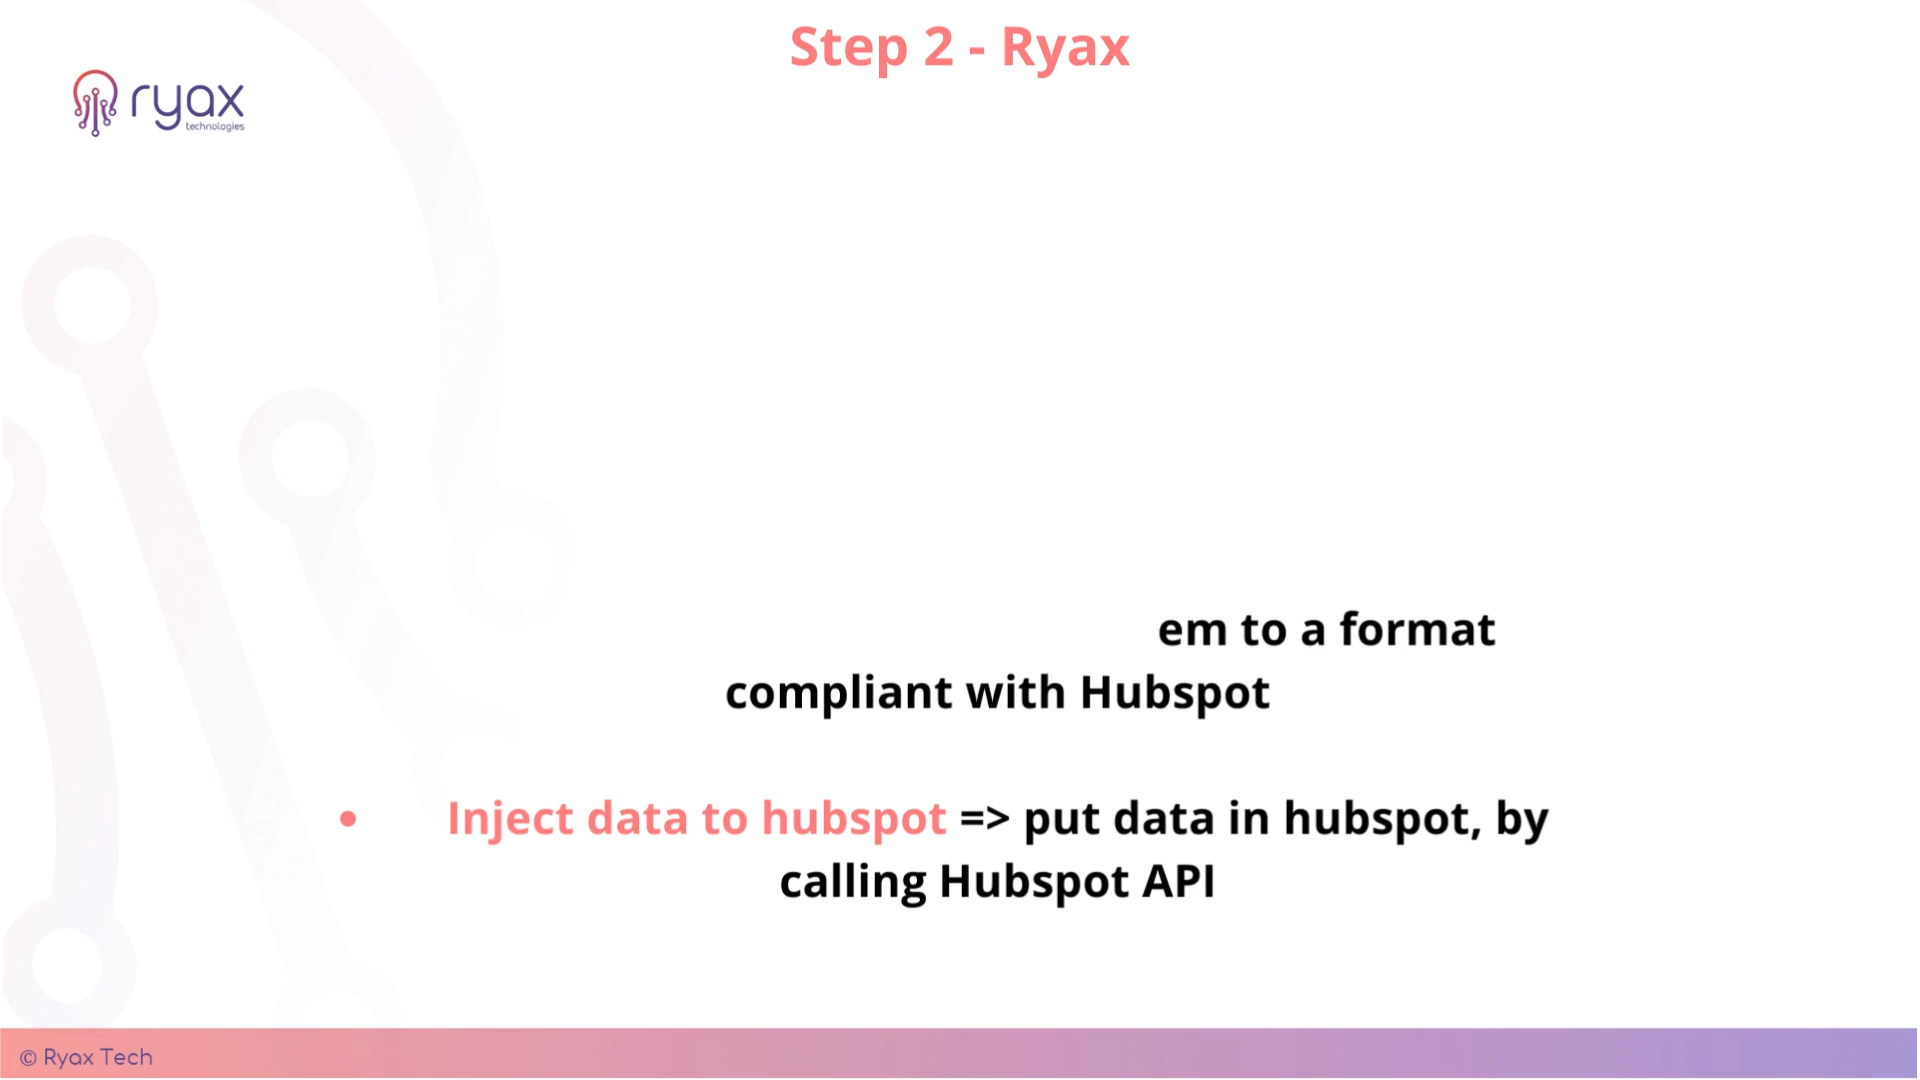 Step 2 - Ryax
ryax
technologies
em to a format
compliant with Hubspot
• Inject data to hubspot => put data in hubspot, by
calling Hubspot API
© Ryax Tech